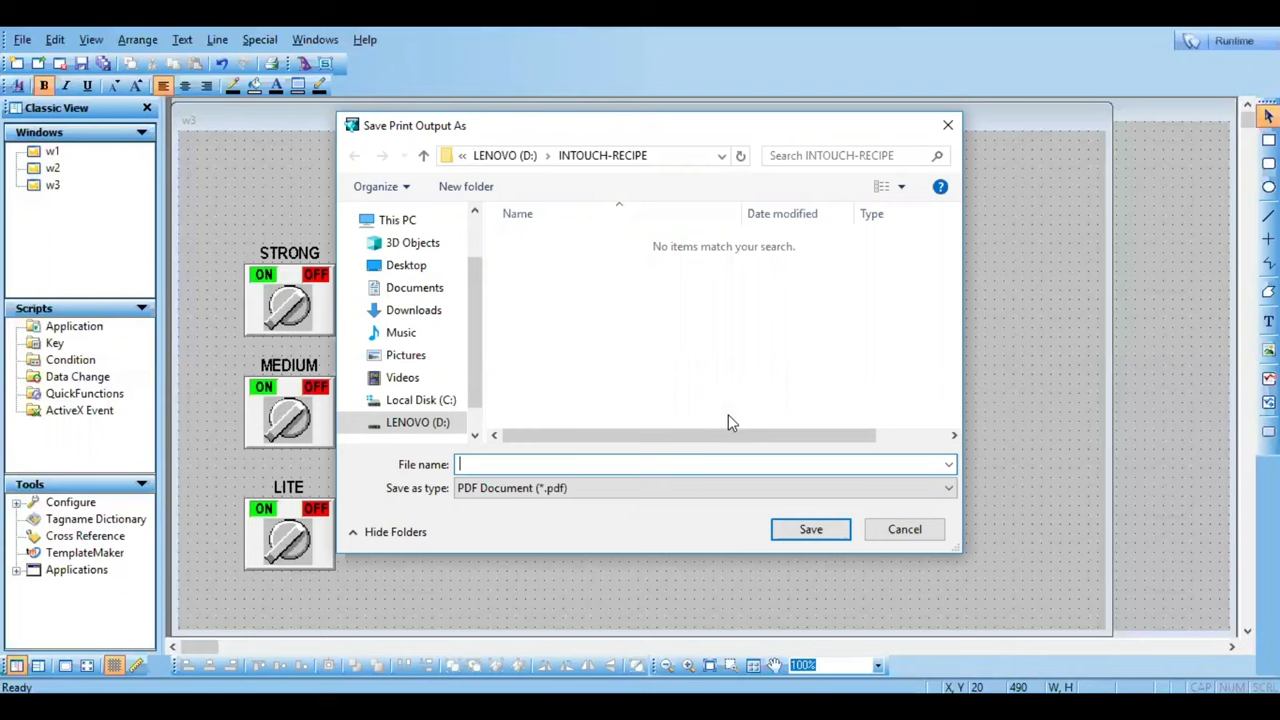 File Edit View Arrange Text Line Special Windows Help Runtime
Classic View
Windows
w1
w2
w3
Scripts
Application
Key
Condition
Data Change
QuickFunctions
ActiveX Event
Tools
Configure
Tagname Dictionary
Cross Reference
TemplateMaker
Applications
w3
STRONG
ON OFF
MEDIUM
ON OFF
LITE
ON OFF
Save Print Output As
« LENOVO (D:) › INTOUCH-RECIPE
Search INTOUCH-RECIPE
Organize New folder
This PC
3D Objects
Desktop
Documents
Downloads
Music
Pictures
Videos
Local Disk (C:)
LENOVO (D:)
Name Date modified Type
No items match your search.
File name:
Save as type: PDF Document (*.pdf)
Hide Folders
Save Cancel
100%
Ready X, Y 20 490 W, H CAP NUM SCRL